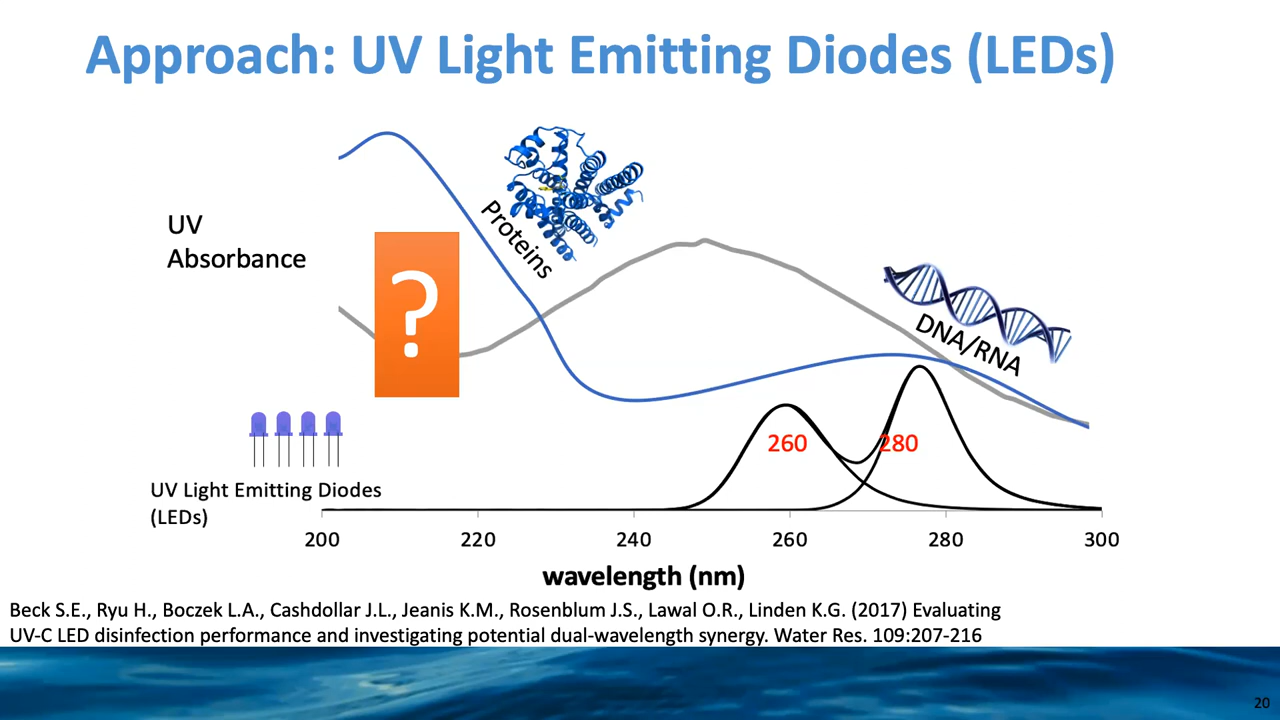 Approach: UV Light Emitting Diodes (LEDs)
UV
Absorbance
?
Proteins
DNA/RNA
260
280
UV Light Emitting Diodes
(LEDs)
200
220
240
260
280
300
wavelength (nm)
Beck S.E., Ryu H., Boczek L.A., Cashdollar J.L., Jeanis K.M., Rosenblum J.S., Lawal O.R., Linden K.G. (2017) Evaluating
UV-C LED disinfection performance and investigating potential dual-wavelength synergy. Water Res. 109:207-216
20